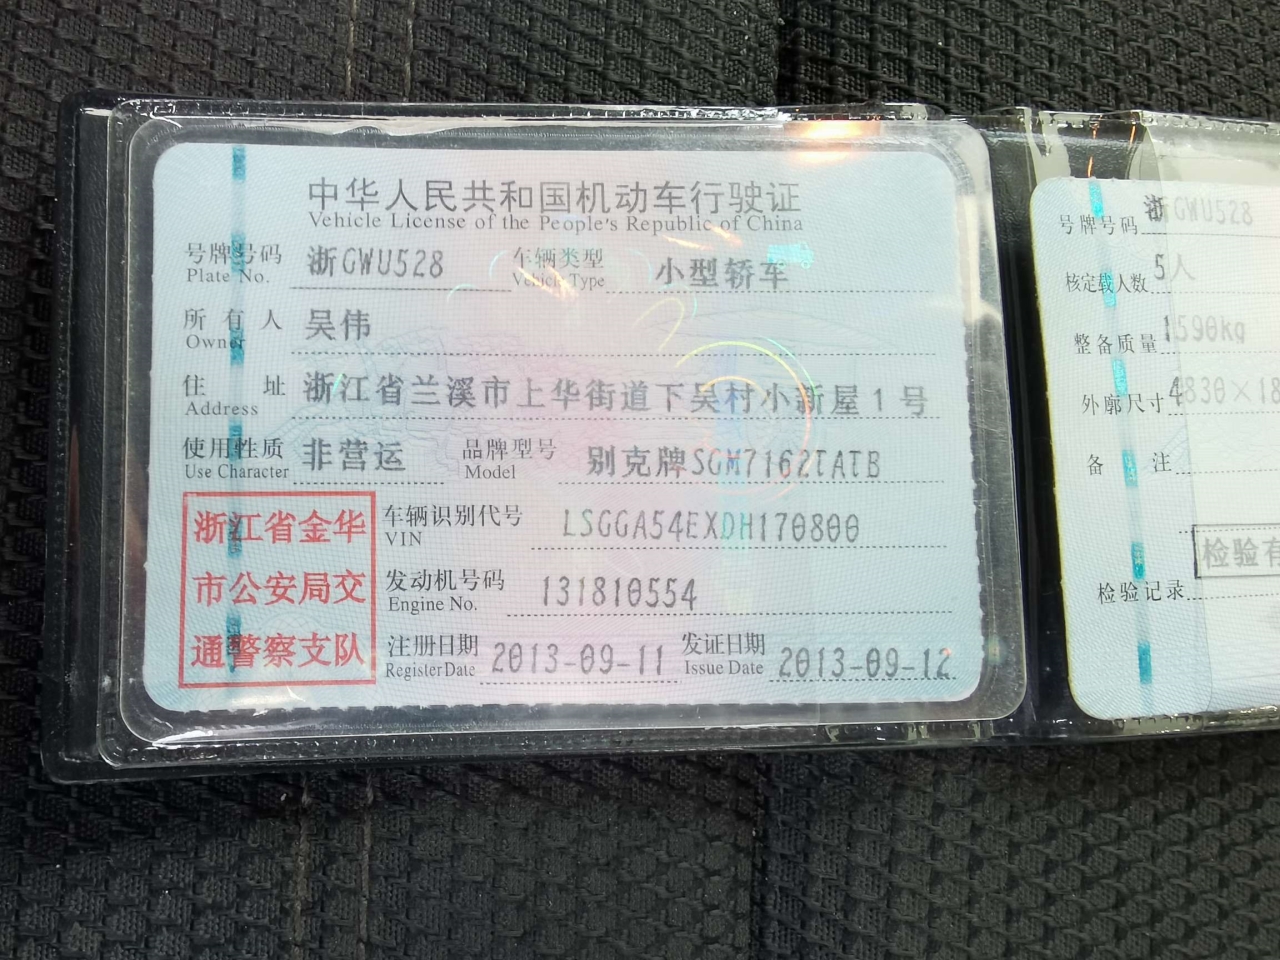 中华人民共和国机动车行驶证
Vehicle License of the People's Republic of China
号牌号码 浙GWU528 车辆类型 小型轿车
Plate No. Vehicle Type
所有人 吴伟
Owner
住址 浙江省兰溪市上华街道下吴村小新屋1号
Address
使用性质 非营运 品牌型号 别克牌SGM7162TATB
Use Character Model
浙江省金华
市公安局交
通警察支队
车辆识别代号 LSGGA54EXDH170800
VIN
发动机号码 131810554
Engine No.
注册日期 2013-09-11 发证日期 2013-09-12
Register Date Issue Date
号牌号码 浙GWU528
核定载人数 5人
整备质量 1590kg
外廓尺寸 4830×18
备注
检验有
检验记录